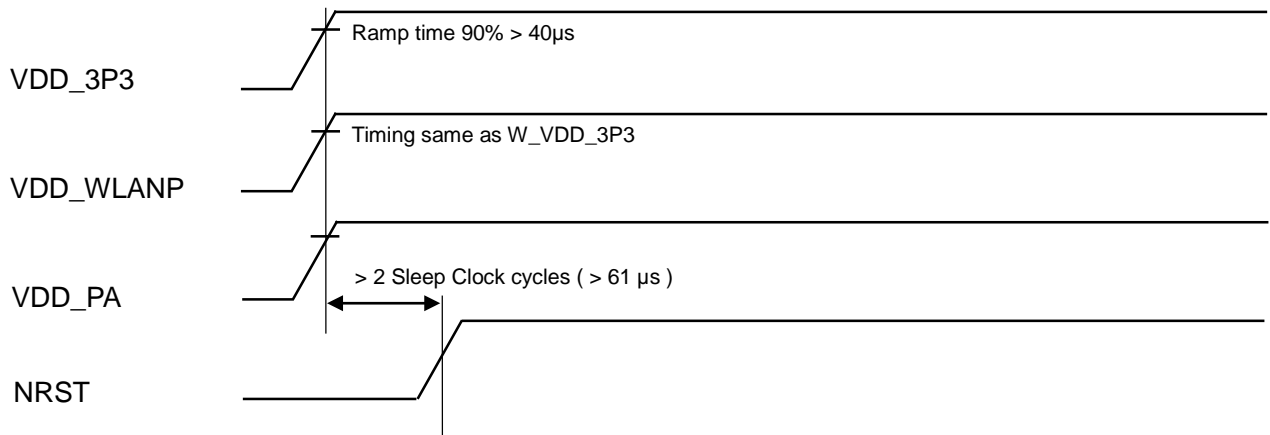 Ramp time 90% > 40µs
VDD_3P3
Timing same as W_VDD_3P3
VDD_WLANP
> 2 Sleep Clock cycles ( > 61 µs )
VDD_PA
NRST